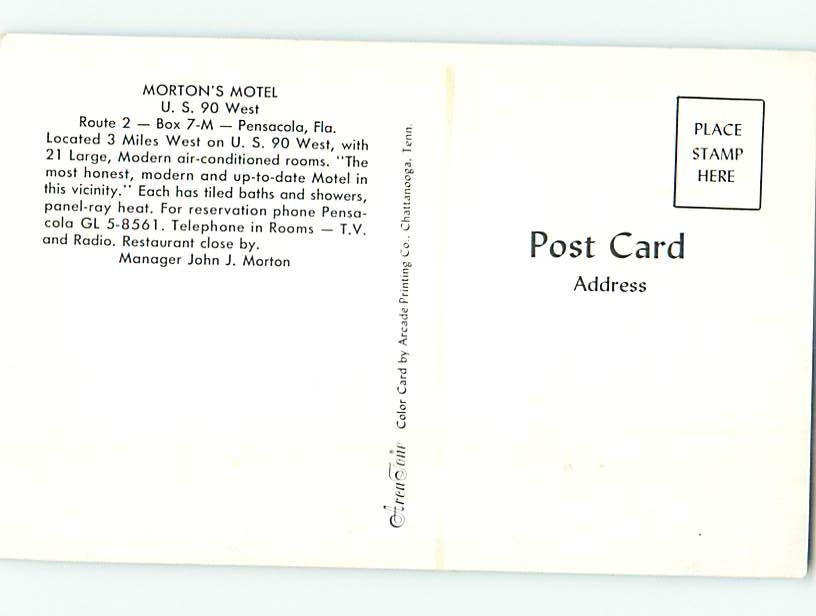 MORTON'S MOTEL
U. S. 90 West
Route 2 — Box 7-M — Pensacola, Fla.
Located 3 Miles West on U. S. 90 West, with
21 Large, Modern air-conditioned rooms. "The
most honest, modern and up-to-date Motel in
this vicinity." Each has tiled baths and showers,
panel-ray heat. For reservation phone Pensa-
cola GL 5-8561. Telephone in Rooms — T.V.
and Radio. Restaurant close by.
Manager John J. Morton
Color Card by Arcade Printing Co., Chattanooga, Tenn.
PLACE
STAMP
HERE
Post Card
Address